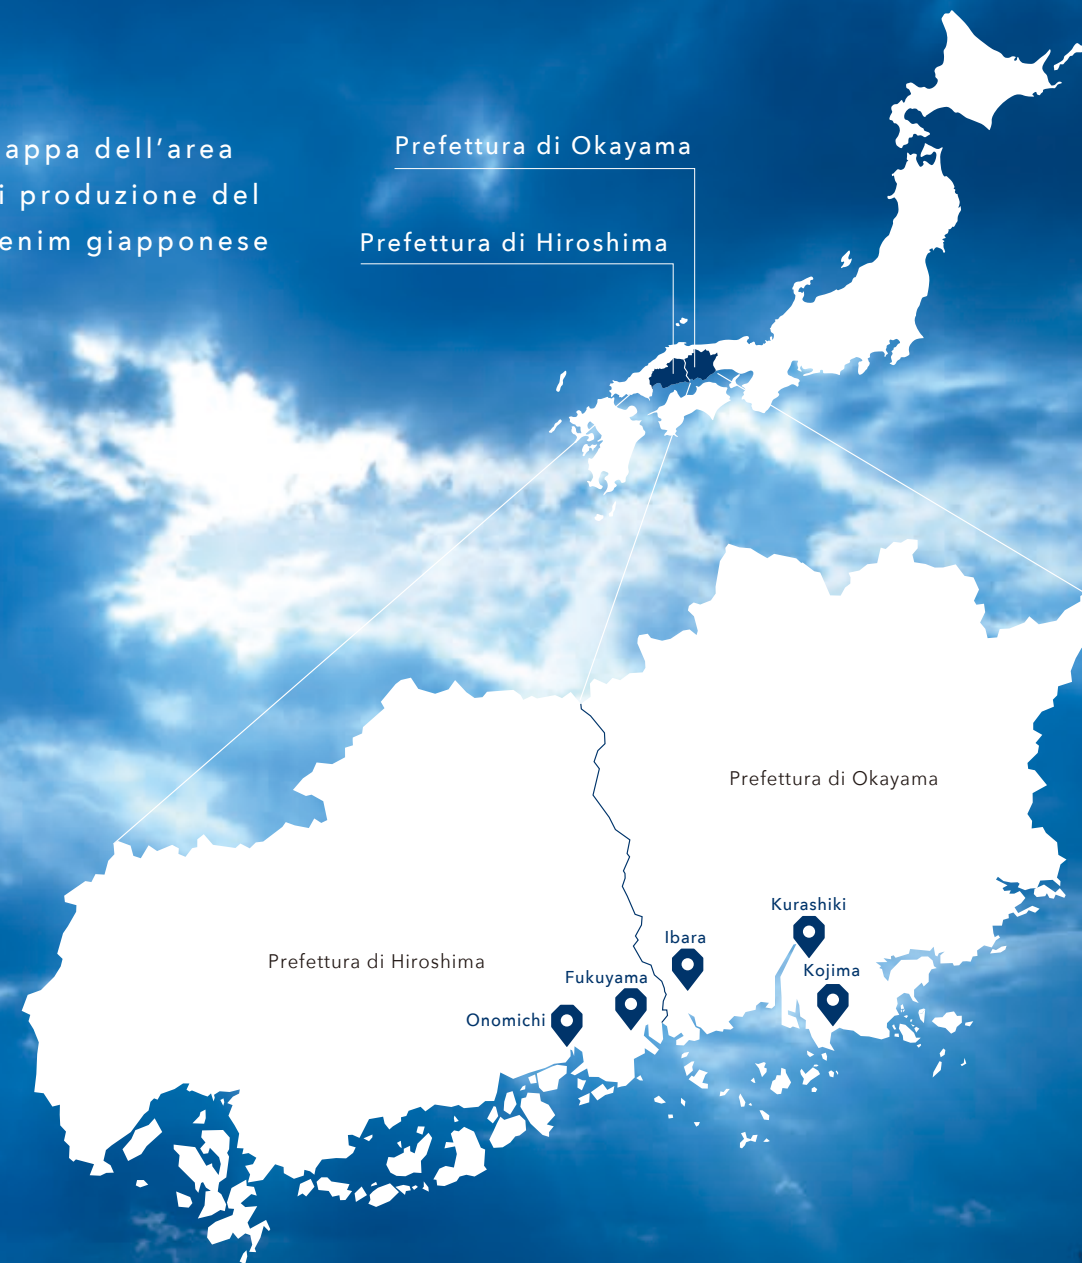 appa dell'area
i produzione del
enim giapponese
Prefettura di Okayama
Prefettura di Hiroshima
Prefettura di Okayama
Kurashiki
Ibara
Prefettura di Hiroshima
Kojima
Fukuyama
Onomichi